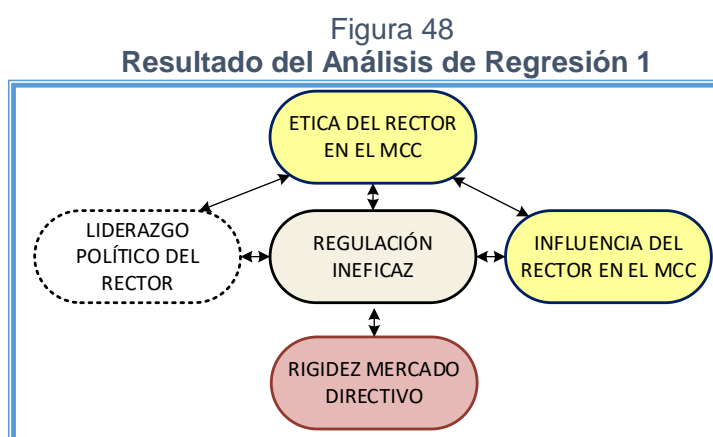 Figura 48
Resultado del Análisis de Regresión 1
ETICA DEL RECTOR
EN EL MCC
LIDERAZGO
POLÍTICO DEL
RECTOR
REGULACIÓN
INEFICAZ
INFLUENCIA DEL
RECTOR EN EL MCC
RIGIDEZ MERCADO
DIRECTIVO